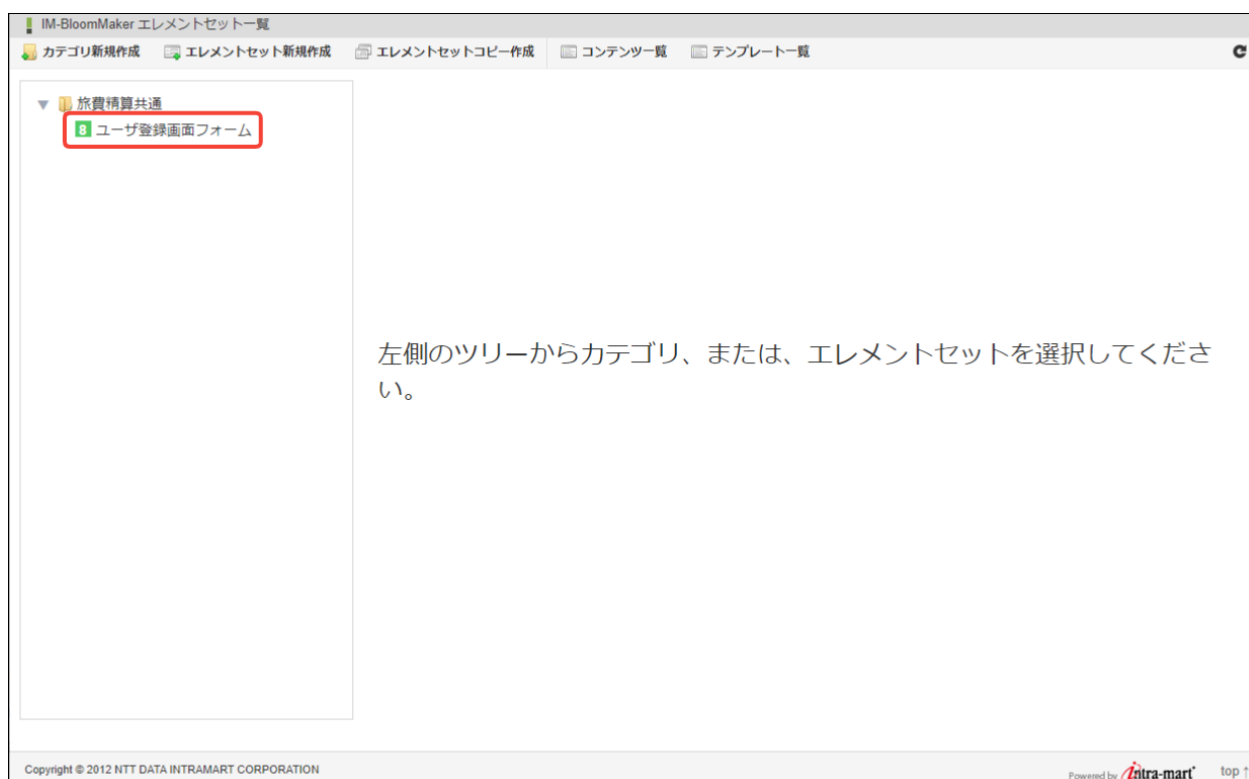 IM-BloomMaker エレメントセット一覧
カテゴリ新規作成 エレメントセット新規作成 エレメントセットコピー作成 コンテンツ一覧 テンプレート一覧
旅費精算共通
8 ユーザ登録画面フォーム
左側のツリーからカテゴリ、または、エレメントセットを選択してくださ
い。
Copyright © 2012 NTT DATA INTRAMART CORPORATION
Powered by intra-mart top ↑